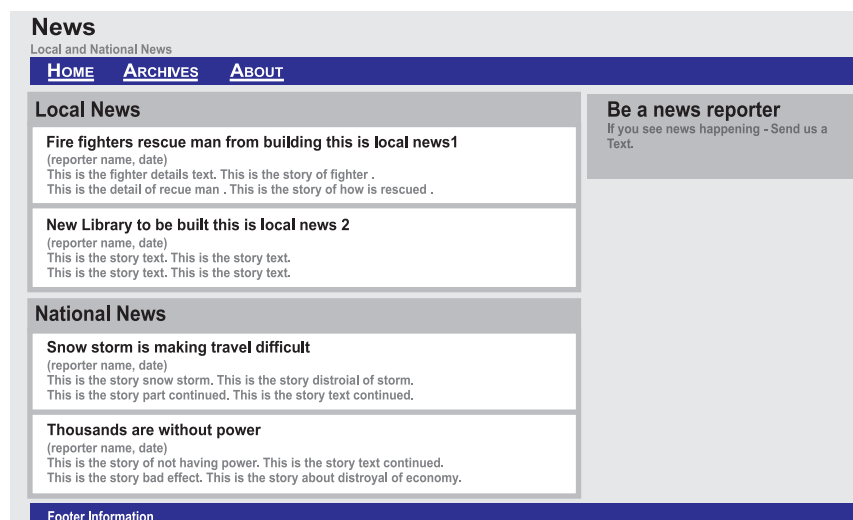 News
Local and National News
HOME ARCHIVES ABOUT
Local News
Fire fighters rescue man from building this is local news1
(reporter name, date)
This is the fighter details text. This is the story of fighter .
This is the detail of recue man . This is the story of how is rescued .
New Library to be built this is local news 2
(reporter name, date)
This is the story text. This is the story text.
This is the story text. This is the story text.
National News
Snow storm is making travel difficult
(reporter name, date)
This is the story snow storm. This is the story distroial of storm.
This is the story part continued. This is the story text continued.
Thousands are without power
(reporter name, date)
This is the story of not having power. This is the story text continued.
This is the story bad effect. This is the story about distroyal of economy.
Be a news reporter
If you see news happening - Send us a
Text.
Footer Information